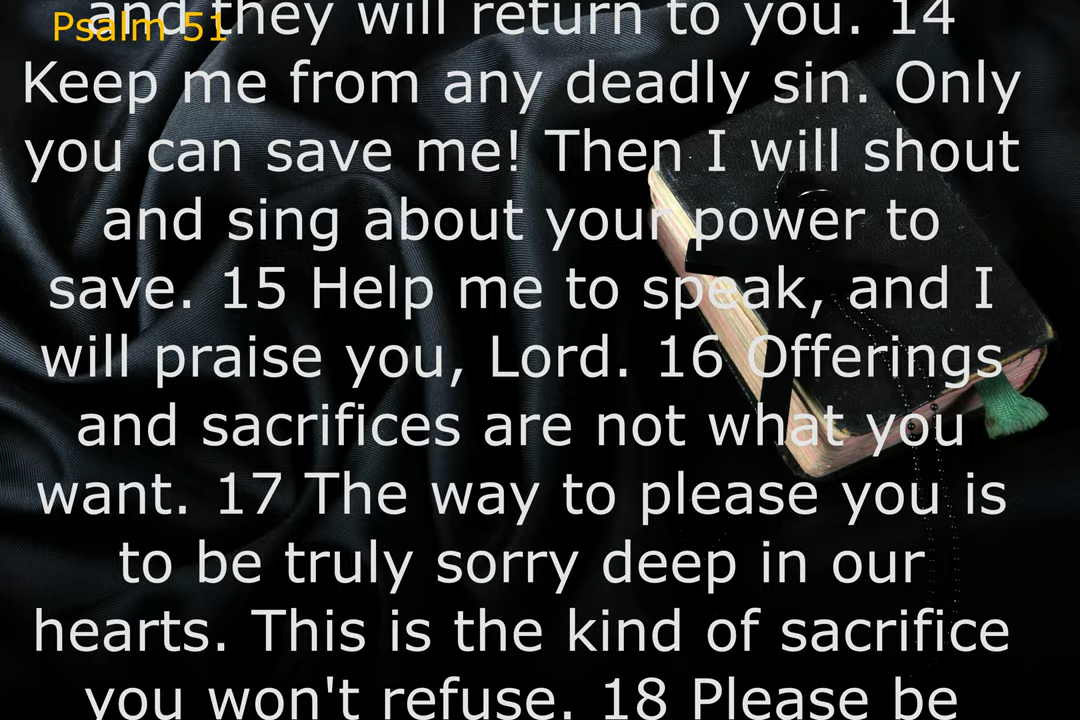 Psalm 51
and they will return to you. 14
Keep me from any deadly sin. Only
you can save me! Then I will shout
and sing about your power to
save. 15 Help me to speak, and I
will praise you, Lord. 16 Offerings
and sacrifices are not what you
want. 17 The way to please you is
to be truly sorry deep in our
hearts. This is the kind of sacrifice
you won't refuse. 18 Please be